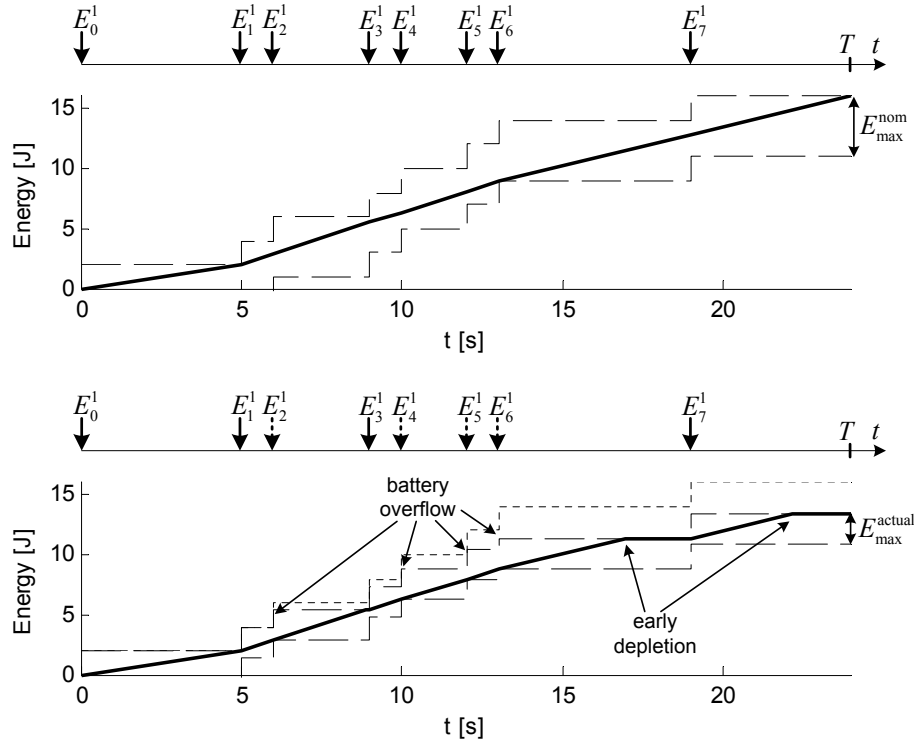 E_0^1 E_1^1 E_2^1 E_3^1 E_4^1 E_5^1 E_6^1 E_7^1 T t
15
10
5
0
Energy [J]
E_max^nom
0 5 10 15 20
t [s]
E_0^1 E_1^1 E_2^1 E_3^1 E_4^1 E_5^1 E_6^1 E_7^1 T t
battery
overflow
15
10
5
0
Energy [J]
E_max^actual
early
depletion
0 5 10 15 20
t [s]